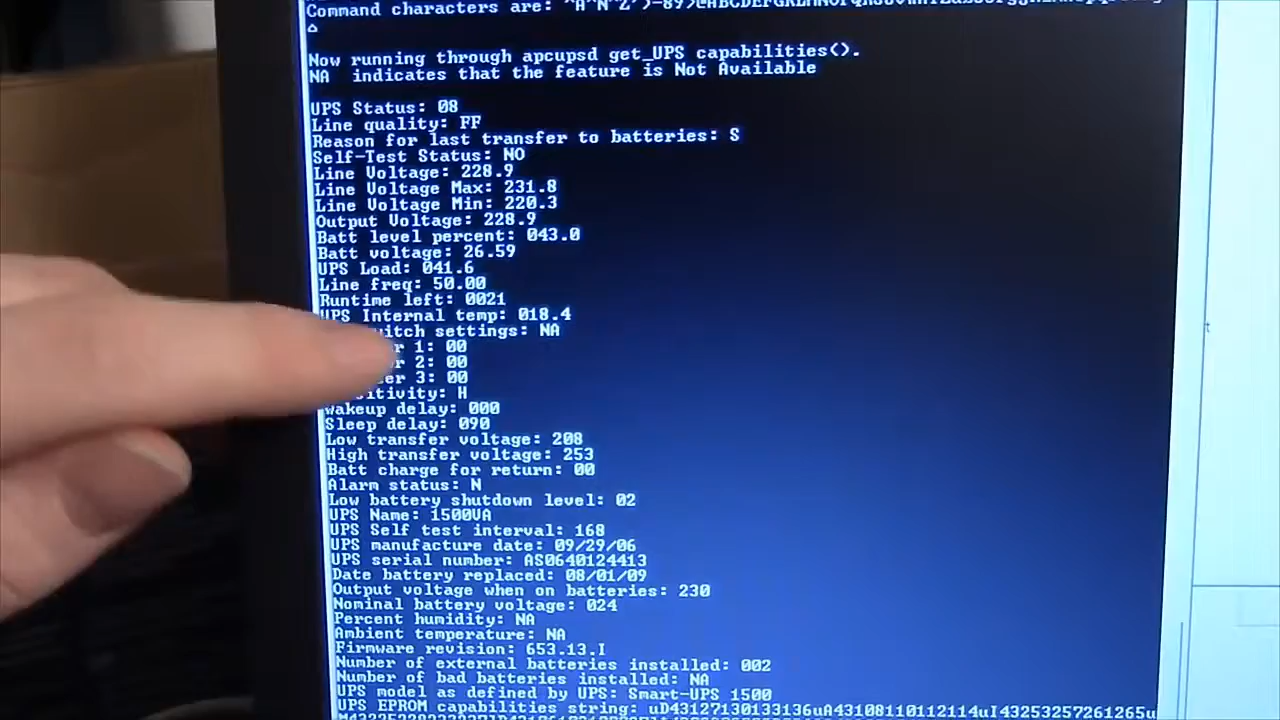 Command characters are:
^
Now running through apcupsd get_UPS capabilities().
NA indicates that the feature is Not Available
UPS Status: 08
Line quality: FF
Reason for last transfer to batteries: S
Self-Test Status: NO
Line Voltage: 228.9
Line Voltage Max: 231.8
Line Voltage Min: 220.3
Output Voltage: 228.9
Batt level percent: 043.0
Batt voltage: 26.59
UPS Load: 041.6
Line freq: 50.00
Runtime left: 0021
UPS Internal temp: 018.4
settings: NA
1: 00
2: 00
3: 00
H
Wakeup delay: 000
Sleep delay: 090
Low transfer voltage: 208
High transfer voltage: 253
Batt charge for return: 00
Alarm status: N
Low battery shutdown level: 02
UPS Name: 1500VA
UPS Self test interval: 168
UPS manufacture date: 09/29/06
UPS serial number: AS0640124413
Date battery replaced: 08/01/09
Output voltage when on batteries: 230
Nominal battery voltage: 024
Percent humidity: NA
Ambient temperature: NA
Firmware revision: 653.13.I
Number of external batteries installed: 002
Number of bad batteries installed: NA
UPS model as defined by UPS: Smart-UPS 1500
UPS EPROM capabilities string: uD43127130133136uA43108110112114uI43253257261265u